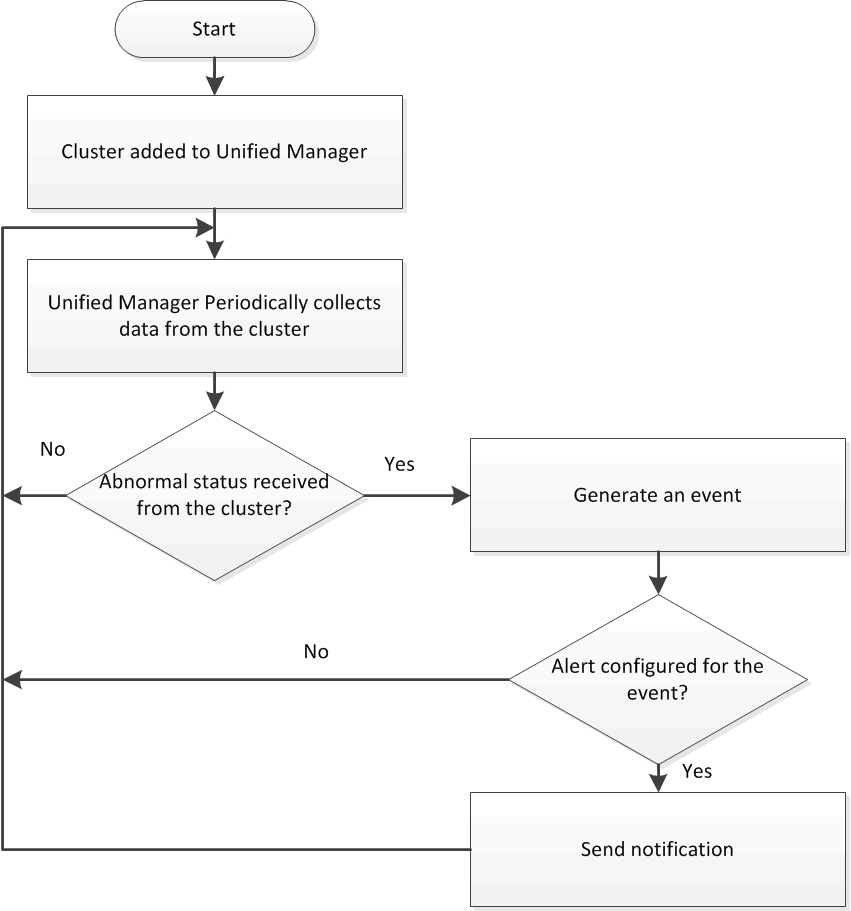 Start
Cluster added to Unified Manager
Unified Manager Periodically collects
data from the cluster
No
Yes
Abnormal status received
from the cluster?
Generate an event
No
Alert configured for the
event?
Yes
Send notification